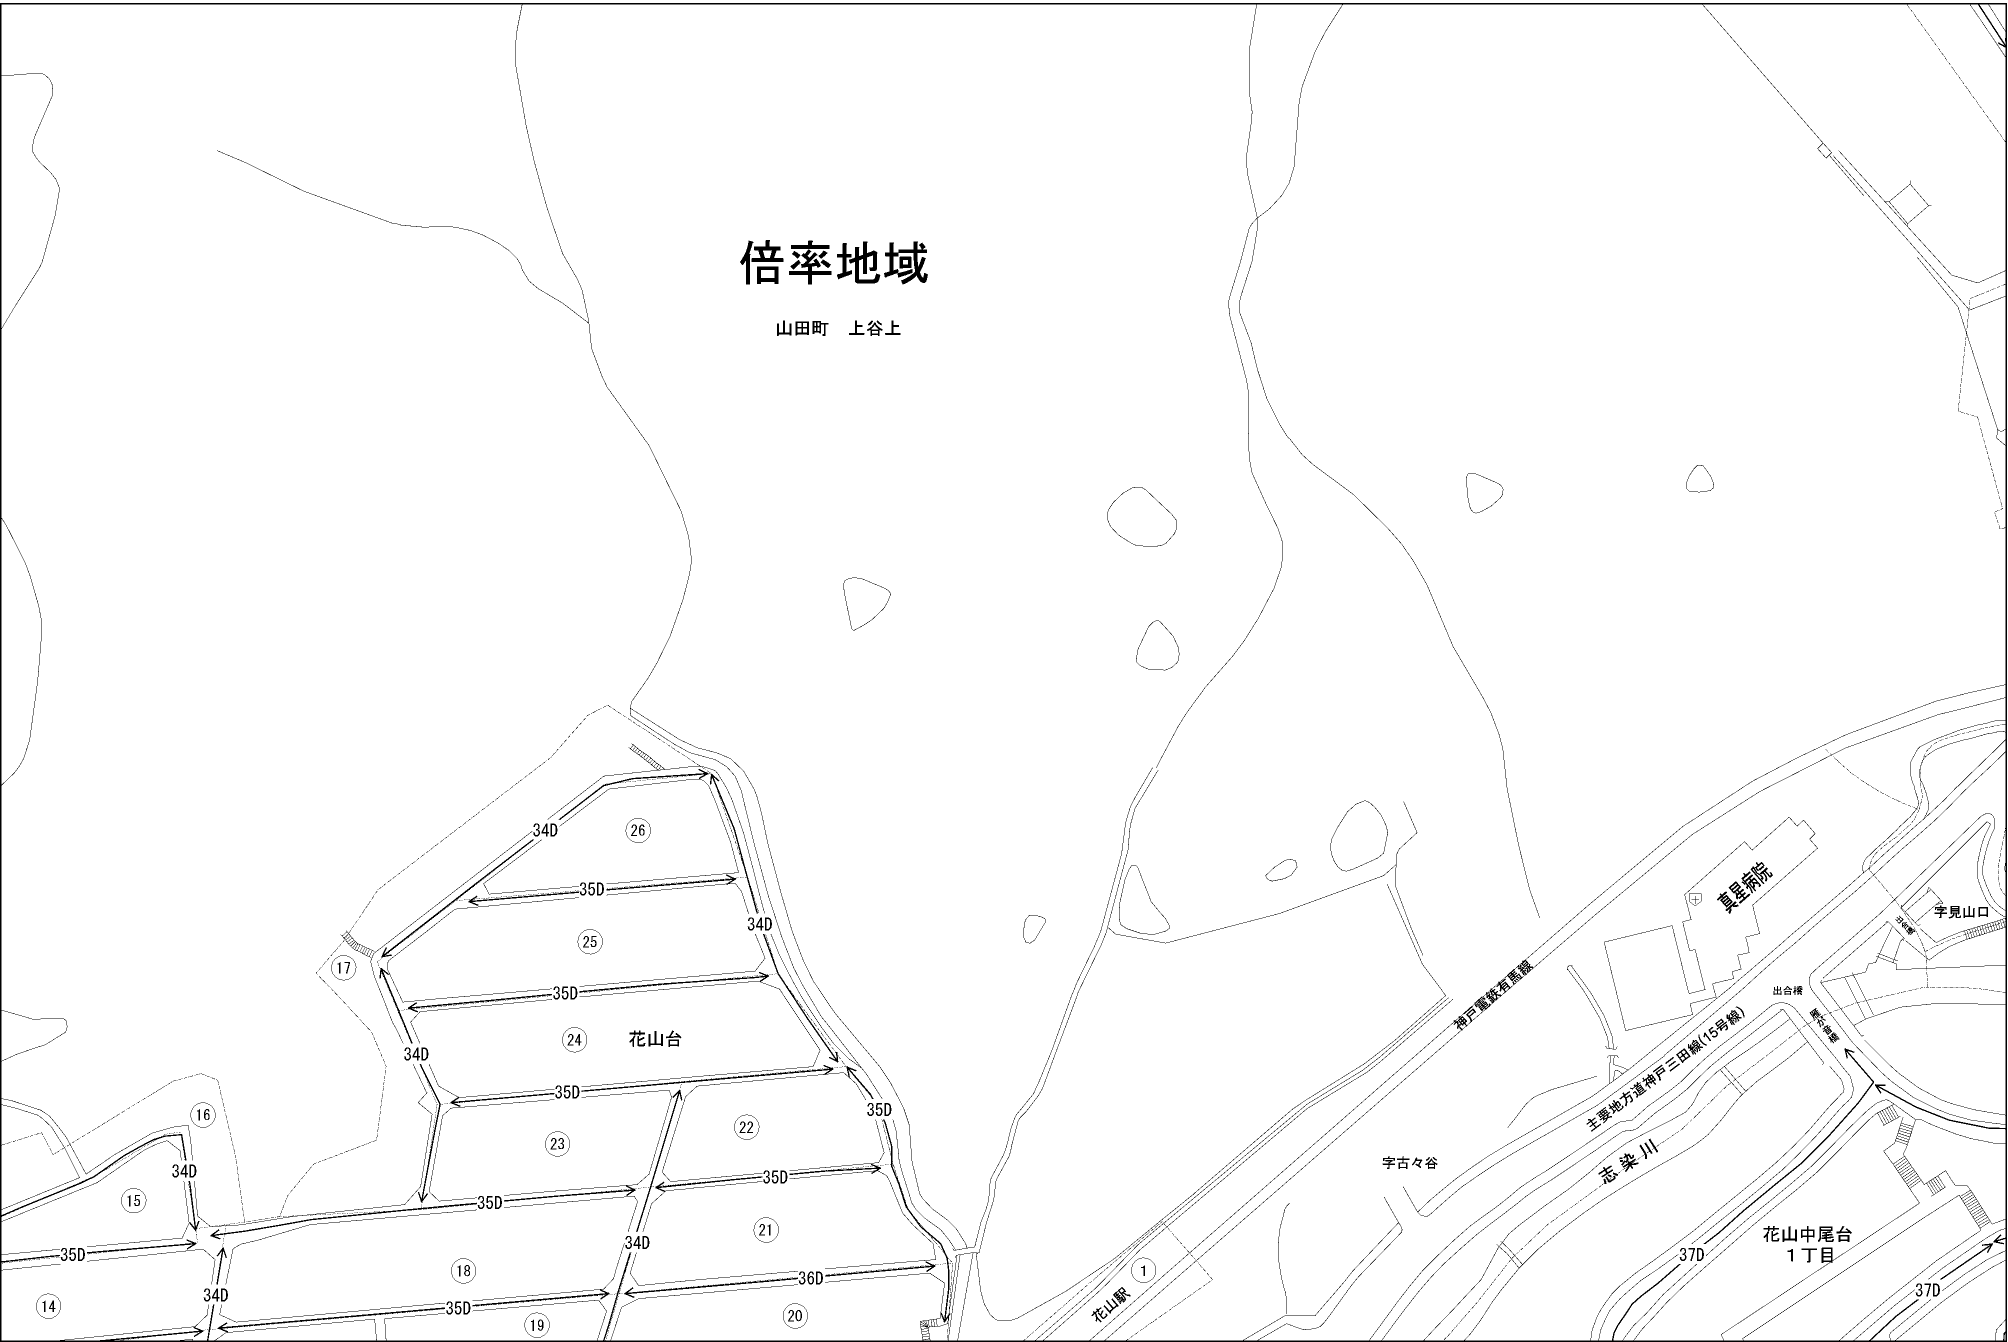 倍率地域
山田町　上谷上
34D
26
35D
34D
25
17
35D
真星病院
字見山口
神戸電鉄有馬線
出合橋
24
花山台
34D
主要地方道神戸三田線(15号線)
35D
35D
16
22
23
志染川
字古々谷
34D
35D
15
35D
花山中尾台
1丁目
21
34D
35D
37D
18
1
36D
34D
37D
14
35D
花山駅
19
20